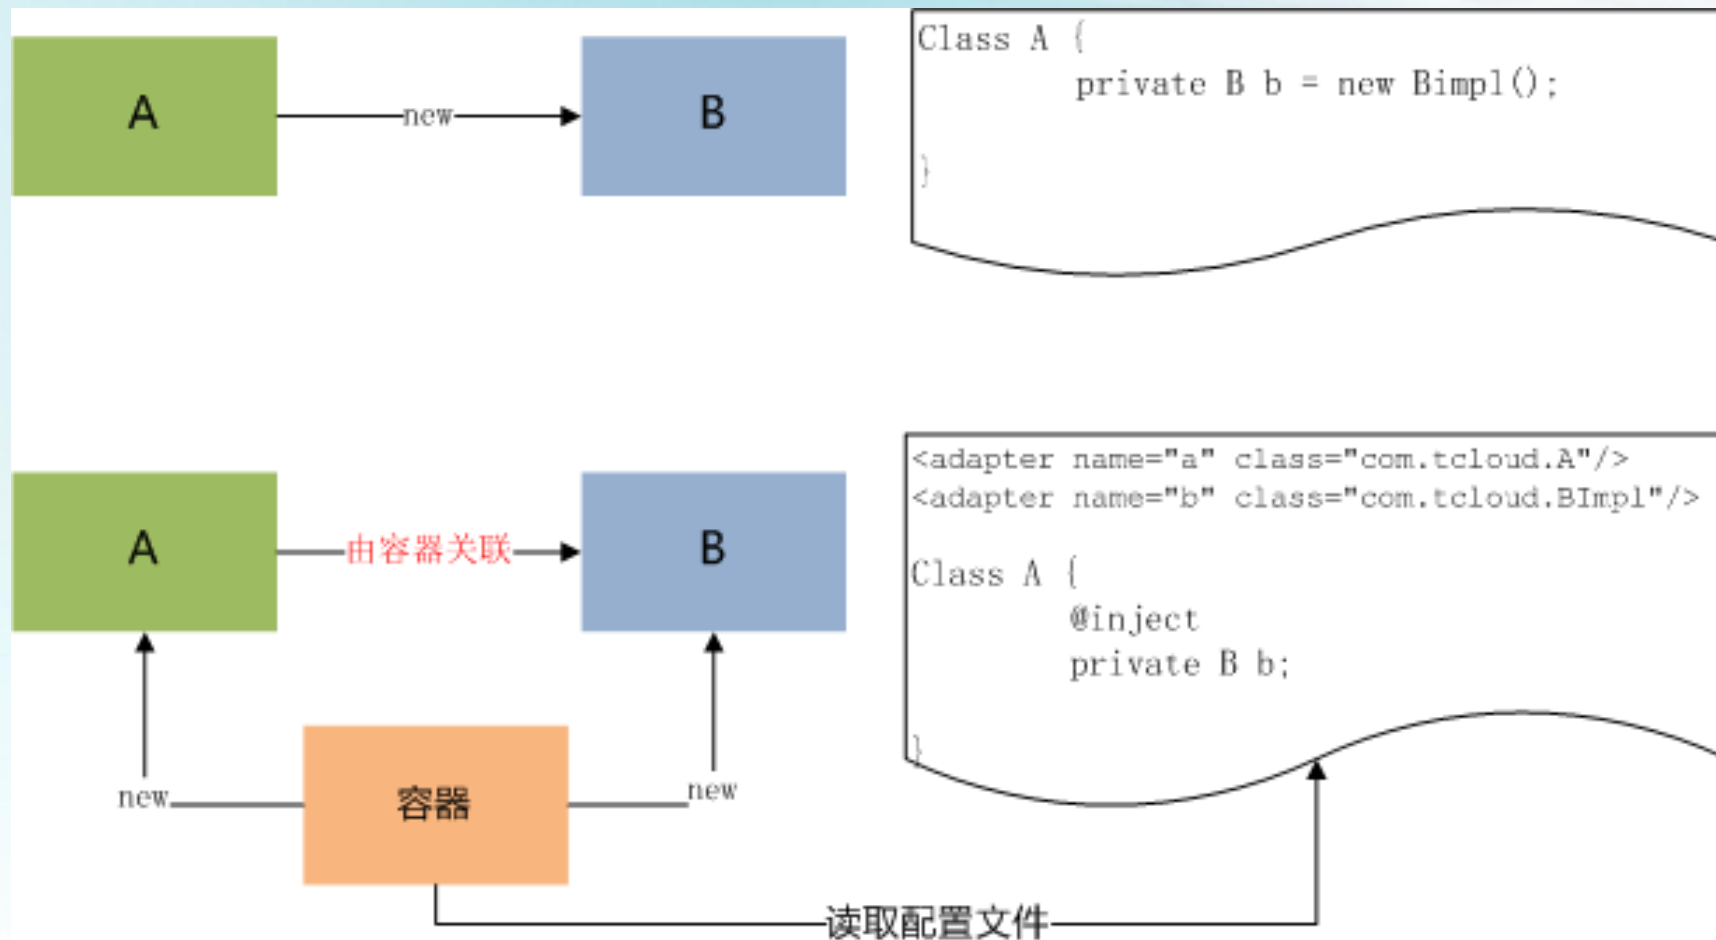 A
new
B
Class A {
private B b = new Bimpl();
}
A
由容器关联
B
new
容器
new
读取配置文件
<adapter name="a" class="com.tcloud.A"/>
<adapter name="b" class="com.tcloud.BImpl"/>
Class A {
@inject
private B b;
}